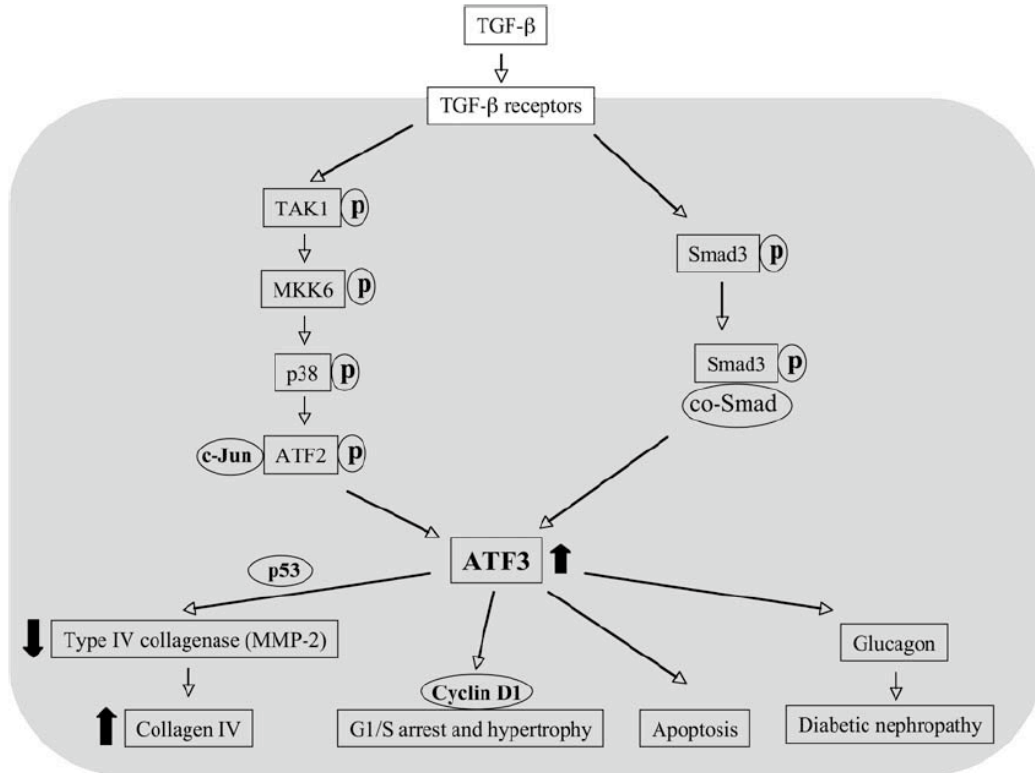 TGF-β
TGF-β receptors
TAK1 p
Smad3 p
MKK6 p
p38 p
Smad3 p
co-Smad
c-Jun ATF2 p
ATF3
p53
Type IV collagenase (MMP-2)
Glucagon
Cyclin D1
Collagen IV
G1/S arrest and hypertrophy
Apoptosis
Diabetic nephropathy